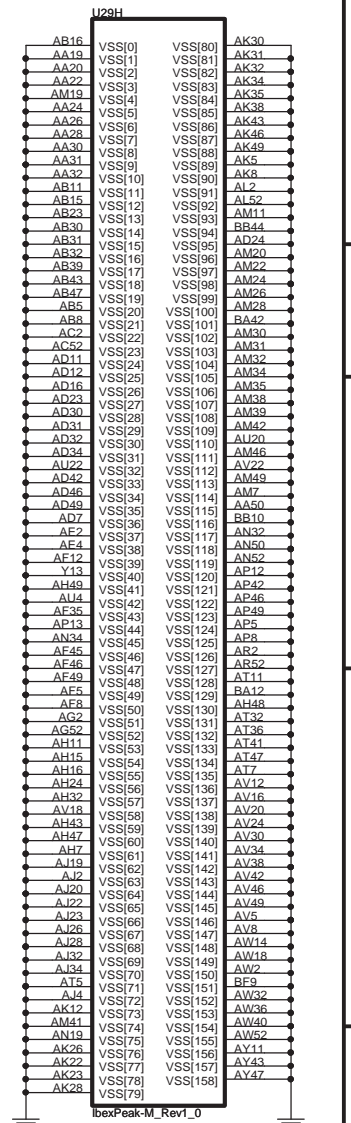 U29H
AB16 VSS[0] VSS[80] AK30
AA19 VSS[1] VSS[81] AK31
AA20 VSS[2] VSS[82] AK32
AA22 VSS[3] VSS[83] AK34
AM19 VSS[4] VSS[84] AK35
AA24 VSS[5] VSS[85] AK38
AA26 VSS[6] VSS[86] AK43
AA28 VSS[7] VSS[87] AK46
AA30 VSS[8] VSS[88] AK49
AA31 VSS[9] VSS[89] AK5
AA32 VSS[10] VSS[90] AK8
AB11 VSS[11] VSS[91] AL2
AB15 VSS[12] VSS[92] AL52
AB23 VSS[13] VSS[93] AM11
AB30 VSS[14] VSS[94] BB44
AB31 VSS[15] VSS[95] AD24
AB32 VSS[16] VSS[96] AM20
AB39 VSS[17] VSS[97] AM22
AB43 VSS[18] VSS[98] AM24
AB47 VSS[19] VSS[99] AM26
AB5 VSS[20] VSS[100] AM28
AB8 VSS[21] VSS[101] BA42
AC2 VSS[22] VSS[102] AM30
AC52 VSS[23] VSS[103] AM31
AD11 VSS[24] VSS[104] AM32
AD12 VSS[25] VSS[105] AM34
AD16 VSS[26] VSS[106] AM35
AD23 VSS[27] VSS[107] AM38
AD30 VSS[28] VSS[108] AM39
AD31 VSS[29] VSS[109] AM42
AD32 VSS[30] VSS[110] AU20
AD34 VSS[31] VSS[111] AM46
AU22 VSS[32] VSS[112] AV22
AD42 VSS[33] VSS[113] AM49
AD46 VSS[34] VSS[114] AM7
AD49 VSS[35] VSS[115] AA50
AD7 VSS[36] VSS[116] BB10
AE2 VSS[37] VSS[117] AN32
AE4 VSS[38] VSS[118] AN50
AF12 VSS[39] VSS[119] AN52
Y13 VSS[40] VSS[120] AP12
AH49 VSS[41] VSS[121] AP42
AU4 VSS[42] VSS[122] AP46
AF35 VSS[43] VSS[123] AP49
AP13 VSS[44] VSS[124] AP5
AN34 VSS[45] VSS[125] AP8
AF45 VSS[46] VSS[126] AR2
AF46 VSS[47] VSS[127] AR52
AF49 VSS[48] VSS[128] AT11
AF5 VSS[49] VSS[129] BA12
AF8 VSS[50] VSS[130] AH48
AG2 VSS[51] VSS[131] AT32
AG52 VSS[52] VSS[132] AT36
AH11 VSS[53] VSS[133] AT41
AH15 VSS[54] VSS[134] AT47
AH16 VSS[55] VSS[135] AT7
AH24 VSS[56] VSS[136] AV12
AH32 VSS[57] VSS[137] AV16
AV18 VSS[58] VSS[138] AV20
AH43 VSS[59] VSS[139] AV24
AH47 VSS[60] VSS[140] AV30
AH7 VSS[61] VSS[141] AV34
AJ19 VSS[62] VSS[142] AV38
AJ2 VSS[63] VSS[143] AV42
AJ20 VSS[64] VSS[144] AV46
AJ22 VSS[65] VSS[145] AV49
AJ23 VSS[66] VSS[146] AV5
AJ26 VSS[67] VSS[147] AV8
AJ28 VSS[68] VSS[148] AW14
AJ32 VSS[69] VSS[149] AW18
AJ34 VSS[70] VSS[150] AW2
AT5 VSS[71] VSS[151] BF9
AJ4 VSS[72] VSS[152] AW32
AK12 VSS[73] VSS[153] AW36
AM41 VSS[74] VSS[154] AW40
AN19 VSS[75] VSS[155] AW52
AK26 VSS[76] VSS[156] AY11
AK22 VSS[77] VSS[157] AY43
AK23 VSS[78] VSS[158] AY47
AK28 VSS[79]
IbexPeak-M_Rev1_0